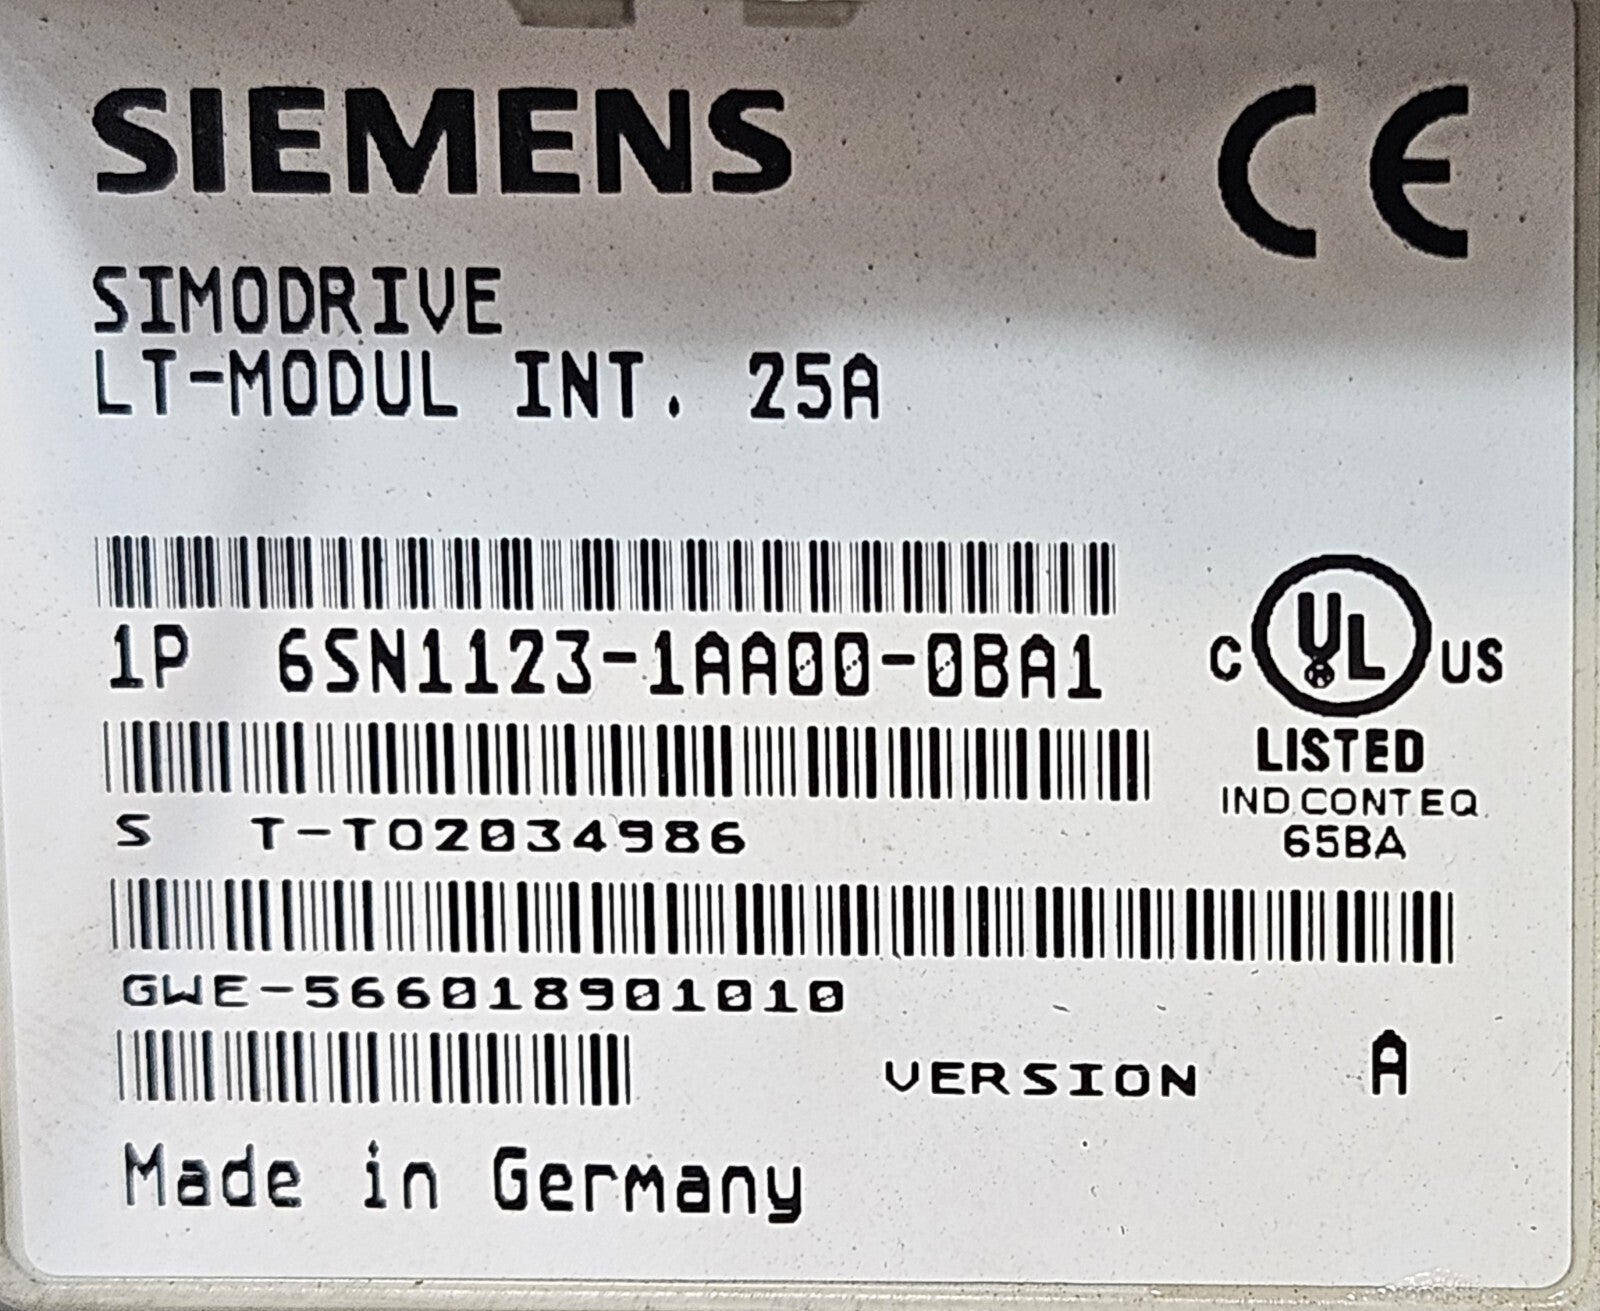 SIEMENS
CE
SIMODRIVE
LT-MODUL INT. 25A
1P 6SN1123-1AA00-0BA1
C UL US
LISTED
IND CONT EQ
65BA
S T-TO2034986
GWE-566018901010
VERSION A
Made in Germany